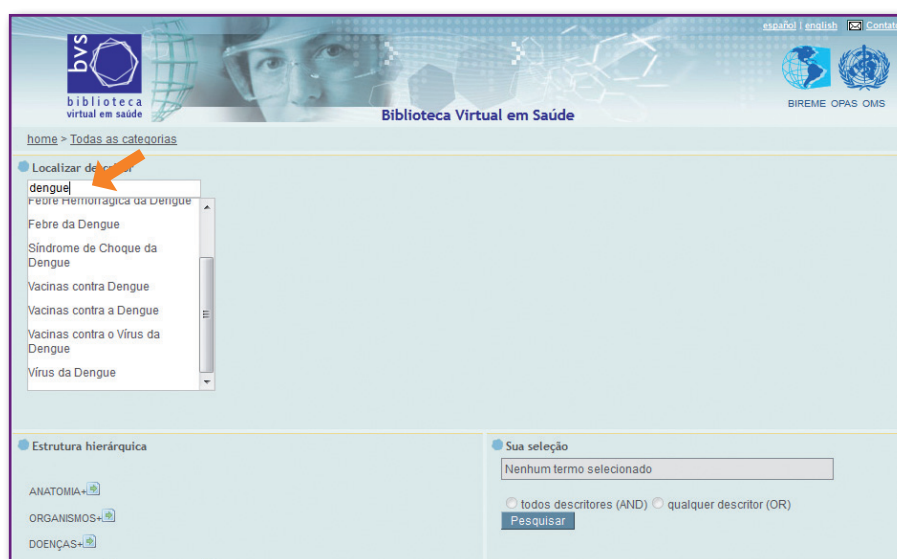 español | english Contato
bvs
biblioteca
virtual em saúde
BIREME OPAS OMS
Biblioteca Virtual em Saúde
home > Todas as categorias
Localizar
dengue
Febre Hemorrágica da Dengue
Febre da Dengue
Síndrome de Choque da
Dengue
Vacinas contra Dengue
Vacinas contra a Dengue
Vacinas contra o Vírus da
Dengue
Vírus da Dengue
Estrutura hierárquica
ANATOMIA+
ORGANISMOS+
DOENÇAS+
Sua seleção
Nenhum termo selecionado
todos descritores (AND) qualquer descritor (OR)
Pesquisar